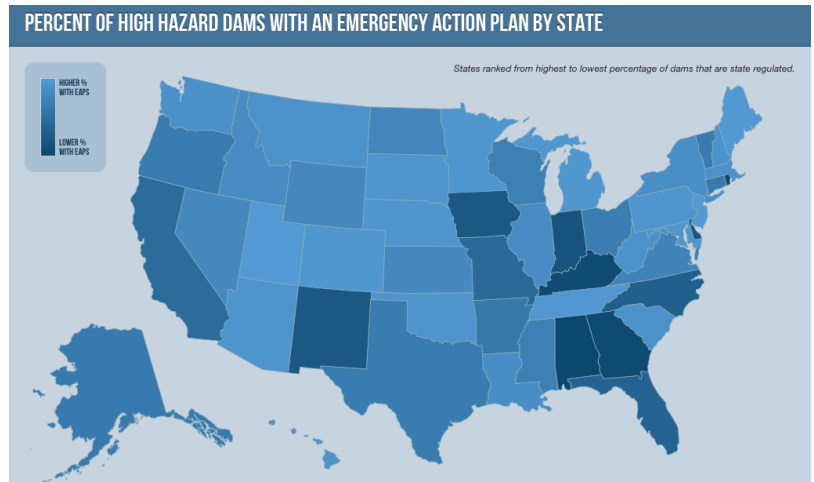 PERCENT OF HIGH HAZARD DAMS WITH AN EMERGENCY ACTION PLAN BY STATE
States ranked from highest to lowest percentage of dams that are state regulated.
HIGHER %
WITH EAPS
LOWER %
WITH EAPS